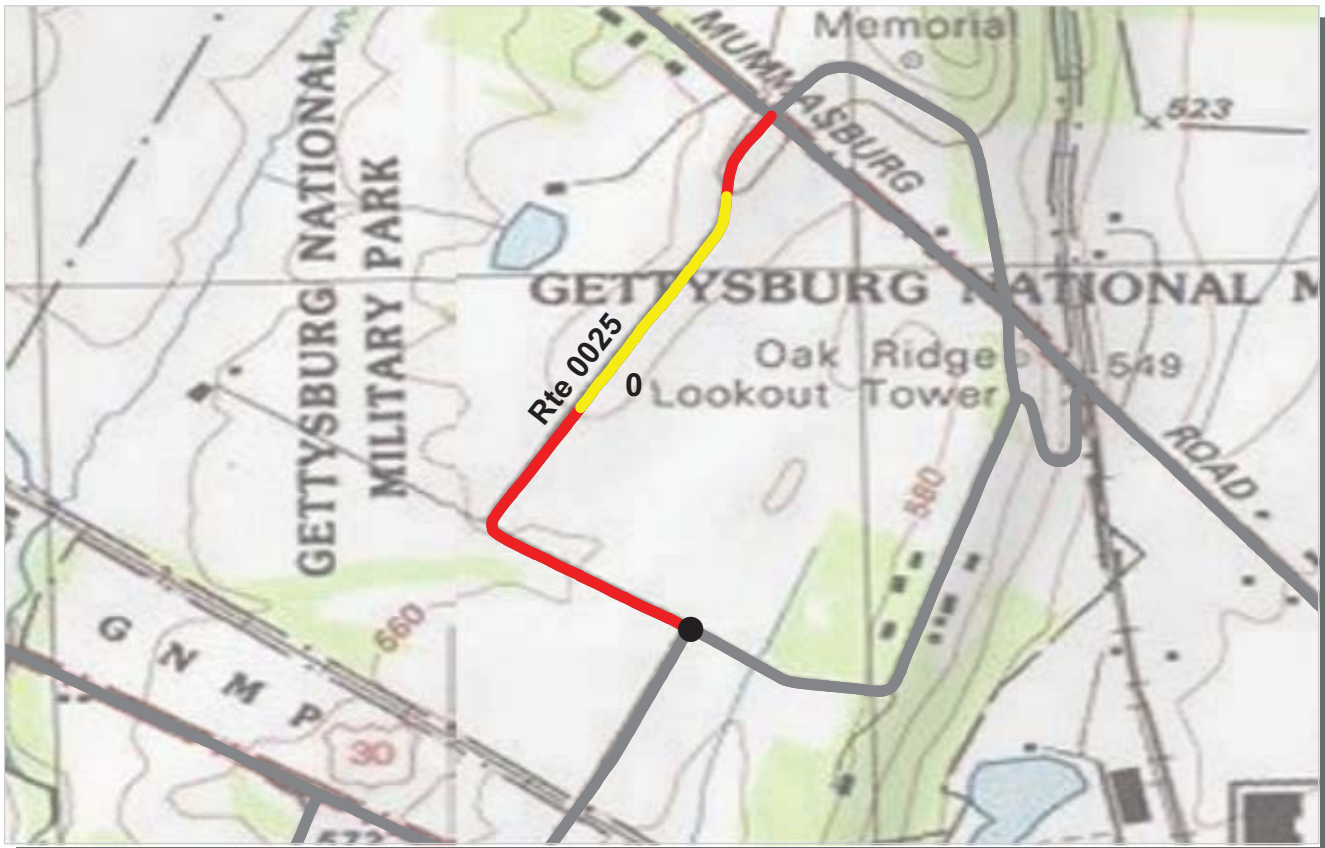 Memorial
MUMMASBURG
523
GETTYSBURG NATIONAL
MILITARY PARK
GETTYSBURG NATIONAL M
Rte 0025
0
Oak Ridge
Lookout Tower
549
ROAD
580
560
G N M P
30
572